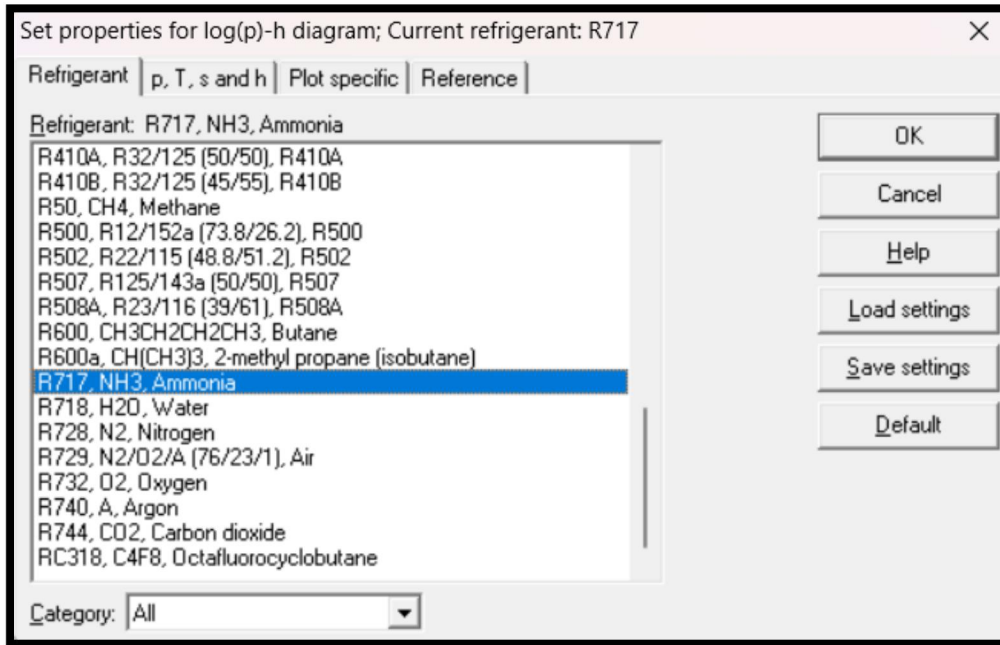 Set properties for log(p)-h diagram; Current refrigerant: R717
Refrigerant p, T, s and h Plot specific Reference
Refrigerant: R717, NH3, Ammonia
R410A, R32/125 (50/50), R410A
R410B, R32/125 (45/55), R410B
R50, CH4, Methane
R500, R12/152a (73.8/26.2), R500
R502, R22/115 (48.8/51.2), R502
R507, R125/143a (50/50), R507
R508A, R23/116 (39/61), R508A
R600, CH3CH2CH2CH3, Butane
R600a, CH(CH3)3, 2-methyl propane (isobutane)
R717, NH3, Ammonia
R718, H2O, Water
R728, N2, Nitrogen
R729, N2/O2/A (76/23/1), Air
R732, O2, Oxygen
R740, A, Argon
R744, CO2, Carbon dioxide
RC318, C4F8, Octafluorocyclobutane
Category: All
OK
Cancel
Help
Load settings
Save settings
Default